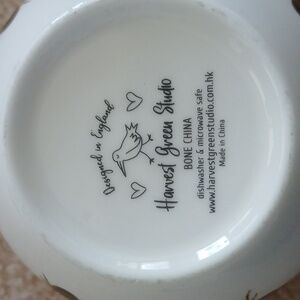 Designed in England
Harvest Green Studio
BONE CHINA
dishwasher & microwave safe
www.harvestgreenstudio.com.hk
Made in China